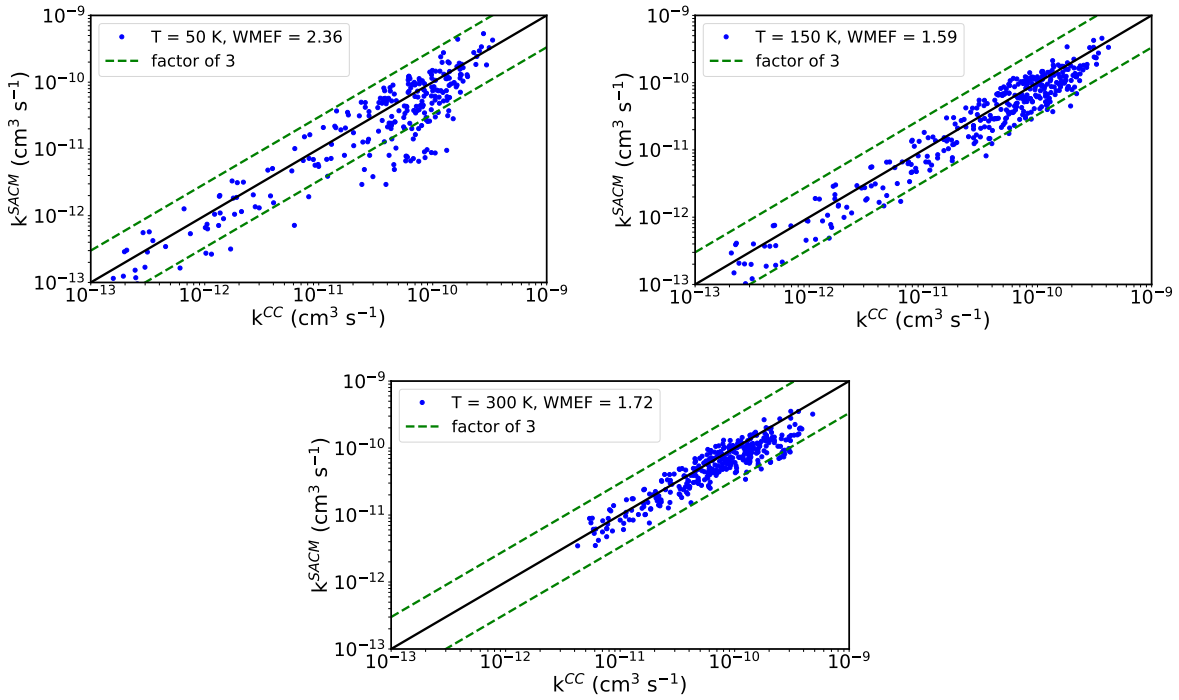 T = 50 K, WMEF = 2.36
factor of 3
k^SACM (cm³ s⁻¹)
10⁻⁹
10⁻¹⁰
10⁻¹¹
10⁻¹²
10⁻¹³
10⁻¹³ 10⁻¹² 10⁻¹¹ 10⁻¹⁰ 10⁻⁹
k^CC (cm³ s⁻¹)
T = 150 K, WMEF = 1.59
factor of 3
k^SACM (cm³ s⁻¹)
10⁻⁹
10⁻¹⁰
10⁻¹¹
10⁻¹²
10⁻¹³
10⁻¹³ 10⁻¹² 10⁻¹¹ 10⁻¹⁰ 10⁻⁹
k^CC (cm³ s⁻¹)
T = 300 K, WMEF = 1.72
factor of 3
k^SACM (cm³ s⁻¹)
10⁻⁹
10⁻¹⁰
10⁻¹¹
10⁻¹²
10⁻¹³
10⁻¹³ 10⁻¹² 10⁻¹¹ 10⁻¹⁰ 10⁻⁹
k^CC (cm³ s⁻¹)